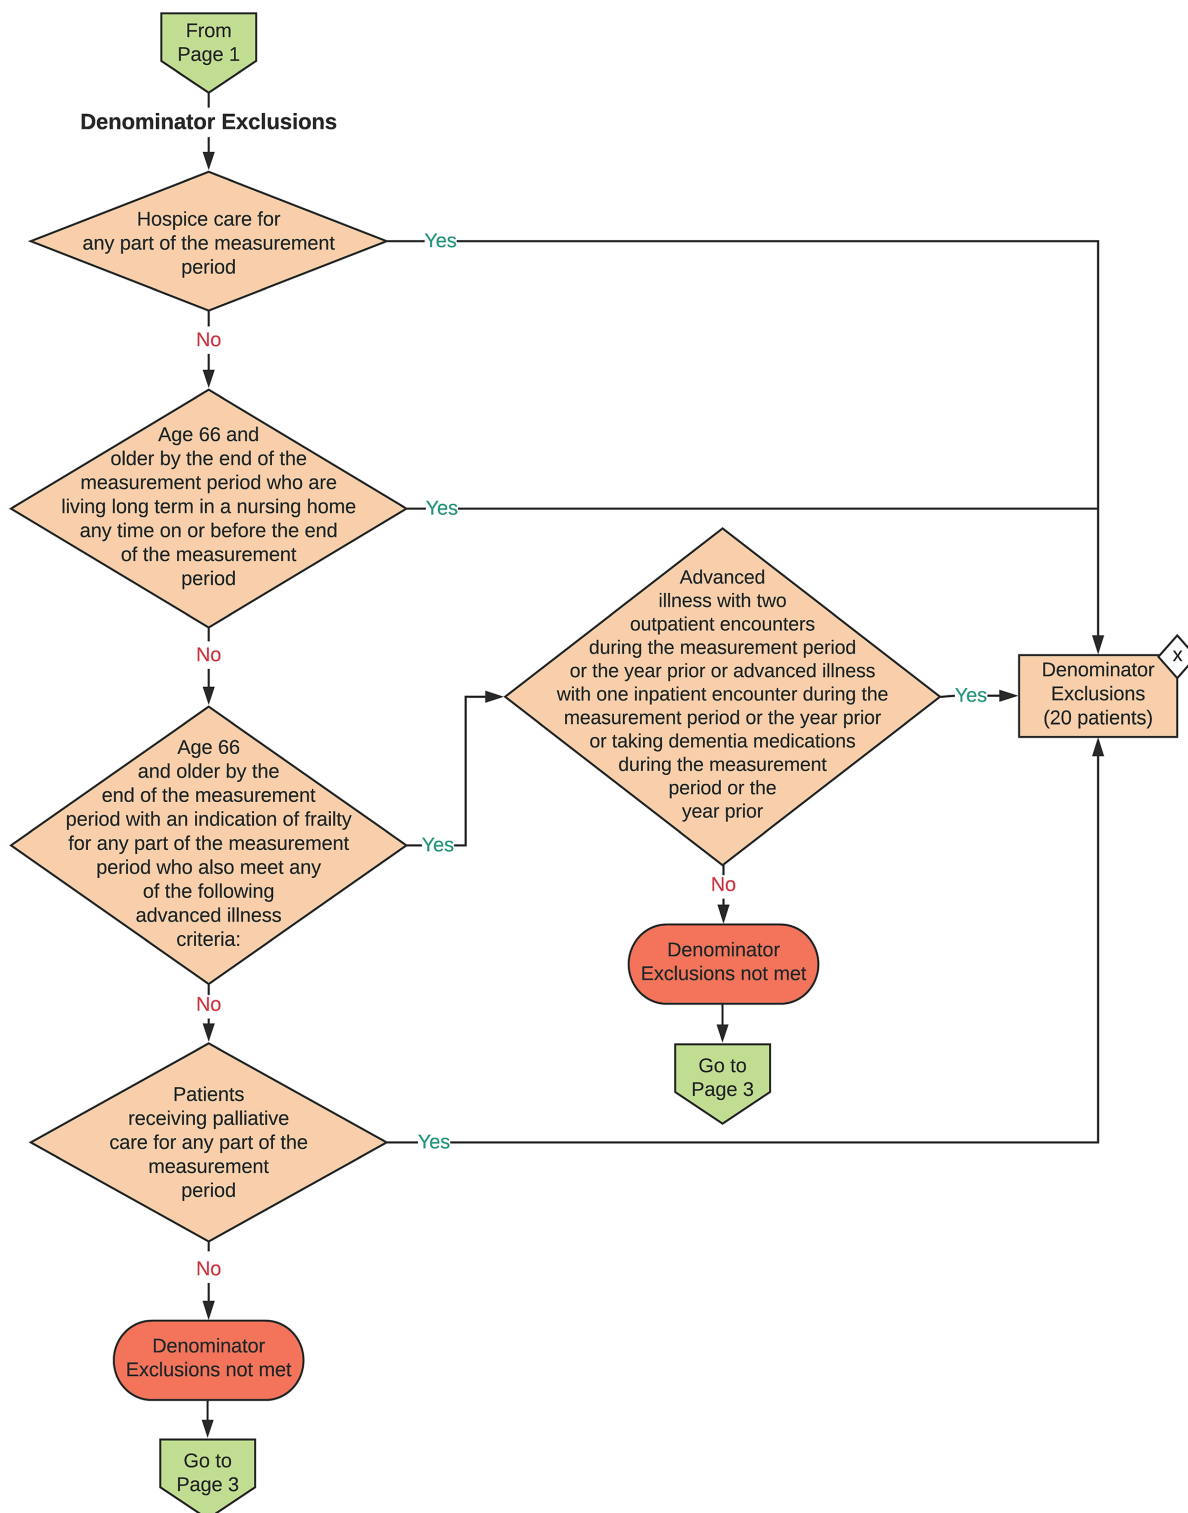 From
Page 1
Denominator Exclusions
Hospice care for
any part of the measurement
period
Yes
No
Age 66 and
older by the end of the
measurement period who are
living long term in a nursing home
any time on or before the end
of the measurement
period
Yes
No
Age 66
and older by the
end of the measurement
period with an indication of frailty
for any part of the measurement
period who also meet any
of the following
advanced illness
criteria:
Yes
Advanced
illness with two
outpatient encounters
during the measurement period
or the year prior or advanced illness
with one inpatient encounter during the
measurement period or the year prior
or taking dementia medications
during the measurement
period or the
year prior
Yes
Denominator
Exclusions
(20 patients)
x
No
Denominator
Exclusions not met
Go to
Page 3
No
Patients
receiving palliative
care for any part of the
measurement
period
Yes
No
Denominator
Exclusions not met
Go to
Page 3